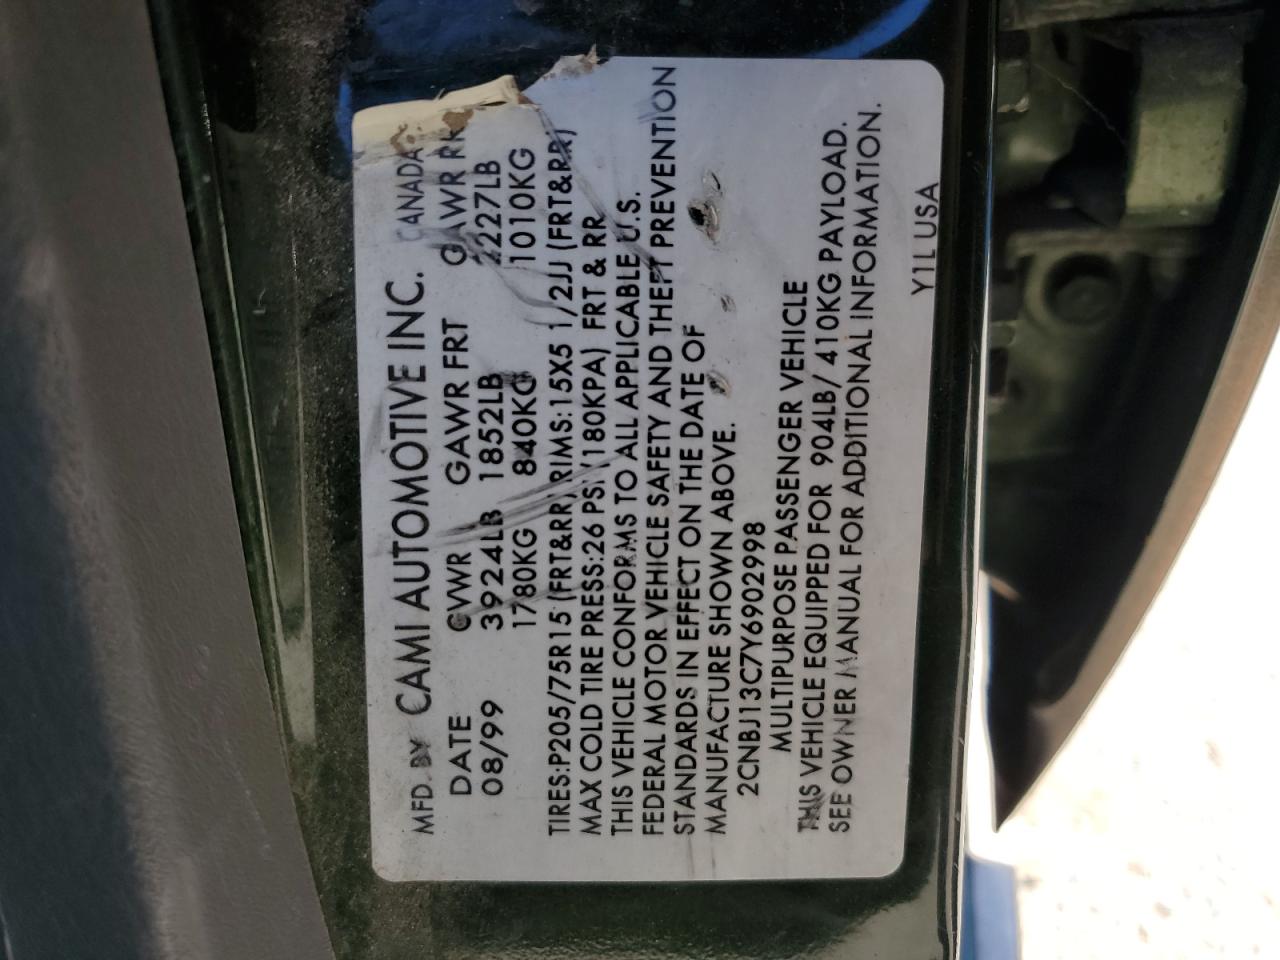 MFD. BY CAMI AUTOMOTIVE INC. CANADA
DATE GVWR GAWR FRT GAWR RR
08/99 3924LB 1852LB 2227LB
1780KG 840KG 1010KG
TIRES:P205/75R15 (FRT&RR) RIMS:15X5 1/2JJ (FRT&RR)
MAX COLD TIRE PRESS:26 PSI/180KPA) FRT & RR
THIS VEHICLE CONFORMS TO ALL APPLICABLE U.S.
FEDERAL MOTOR VEHICLE SAFETY AND THEFT PREVENTION
STANDARDS IN EFFECT ON THE DATE OF
MANUFACTURE SHOWN ABOVE.
2CNBJ13C7Y6902998
MULTIPURPOSE PASSENGER VEHICLE
THIS VEHICLE EQUIPPED FOR 904LB/ 410KG PAYLOAD.
SEE OWNER MANUAL FOR ADDITIONAL INFORMATION.
Y1L USA